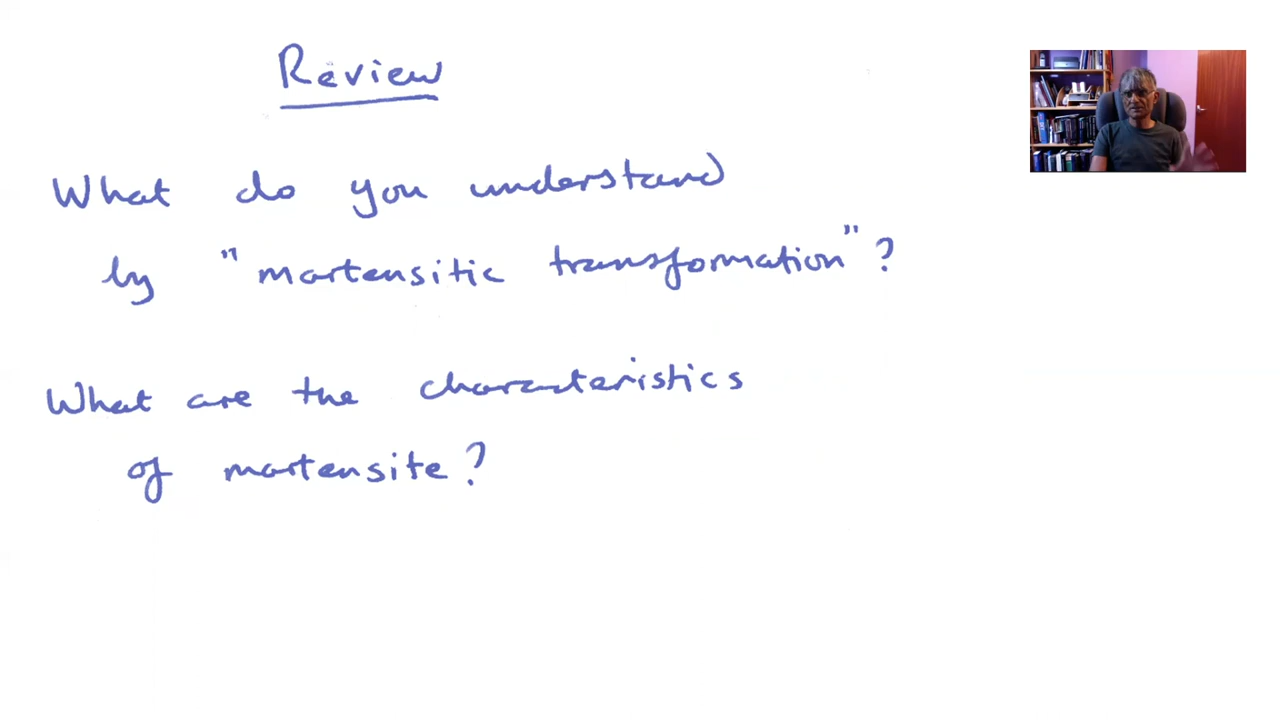 Review
What do you understand
by "martensitic transformation"?
What are the characteristics
of martensite?